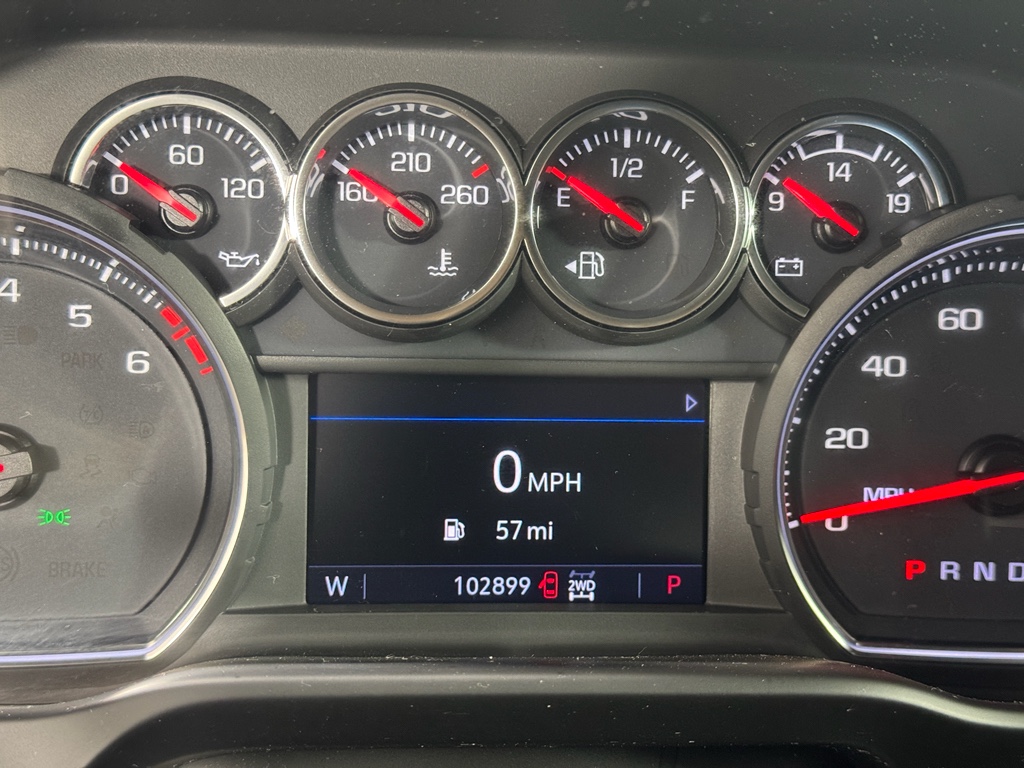 0 60 120
160 210 260
E 1/2 F
9 14 19
4 5 6
PARK
BRAKE
0 MPH
57 mi
W 102899 2WD P
0 20 40 60
MPH
P R N D